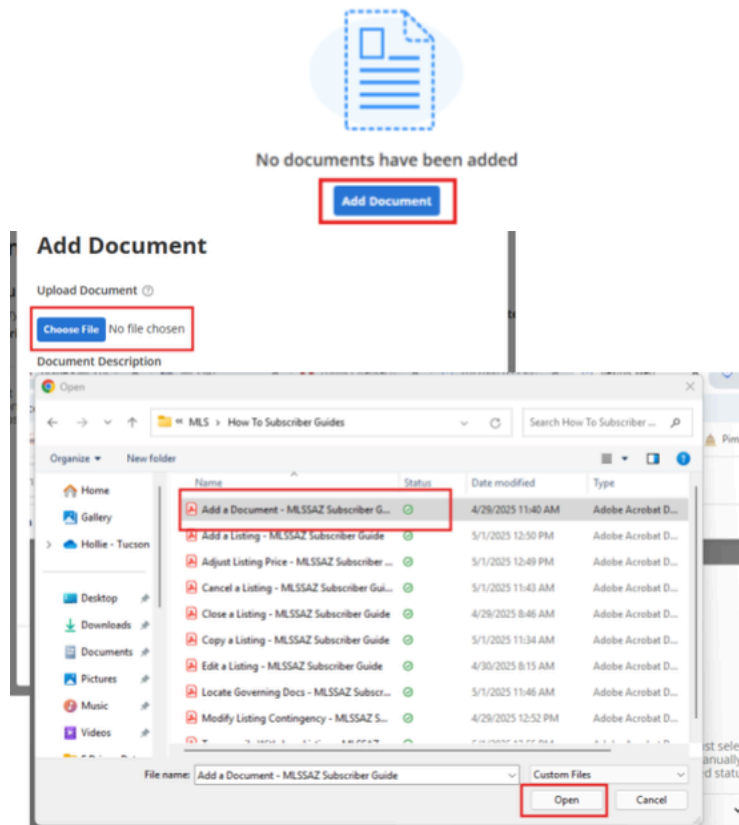 No documents have been added
Add Document
Add Document
Upload Document
Choose File No file chosen
Document Description
Open
MLS > How To Subscriber Guides
Search How To Subscriber ...
Pim
Organize New folder
Name Status Date modified Type
Home
Gallery
Hollie - Tucson
Desktop
Downloads
Documents
Pictures
Music
Videos
Add a Document - MLSSAZ Subscriber G... 4/29/2025 11:40 AM Adobe Acrobat D...
Add a Listing - MLSSAZ Subscriber Guide 5/1/2025 12:50 PM Adobe Acrobat D...
Adjust Listing Price - MLSSAZ Subscriber ... 5/1/2025 12:49 PM Adobe Acrobat D...
Cancel a Listing - MLSSAZ Subscriber Gui... 5/1/2025 11:43 AM Adobe Acrobat D...
Close a Listing - MLSSAZ Subscriber Guide 4/29/2025 8:46 AM Adobe Acrobat D...
Copy a Listing - MLSSAZ Subscriber Guide 5/1/2025 11:34 AM Adobe Acrobat D...
Edit a Listing - MLSSAZ Subscriber Guide 4/30/2025 8:15 AM Adobe Acrobat D...
Locate Governing Docs - MLSSAZ Subscr... 5/1/2025 11:46 AM Adobe Acrobat D...
Modify Listing Contingency - MLSSAZ S... 4/29/2025 12:52 PM Adobe Acrobat D...
ist sele
anually
d statu
File name: Add a Document - MLSSAZ Subscriber Guide Custom Files
Open Cancel